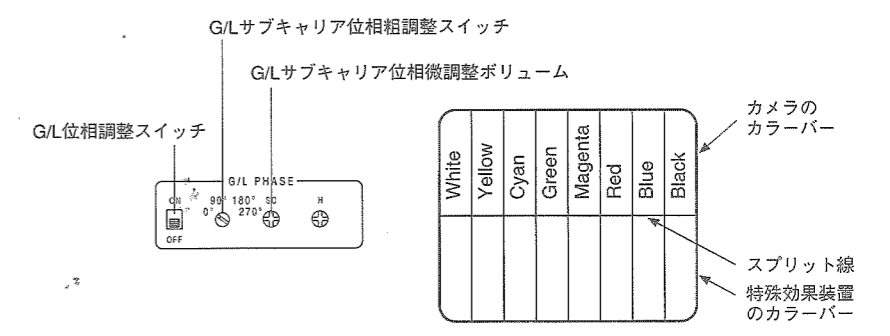 G/Lサブキャリア位相粗調整スイッチ
G/Lサブキャリア位相微調整ボリューム
G/L位相調整スイッチ
G/L PHASE
ON
90° 180° SC
H
0°
270°
OFF
White
Yellow
Cyan
Green
Magenta
Red
Blue
Black
カメラの
カラーバー
スプリット線
特殊効果装置
のカラーバー